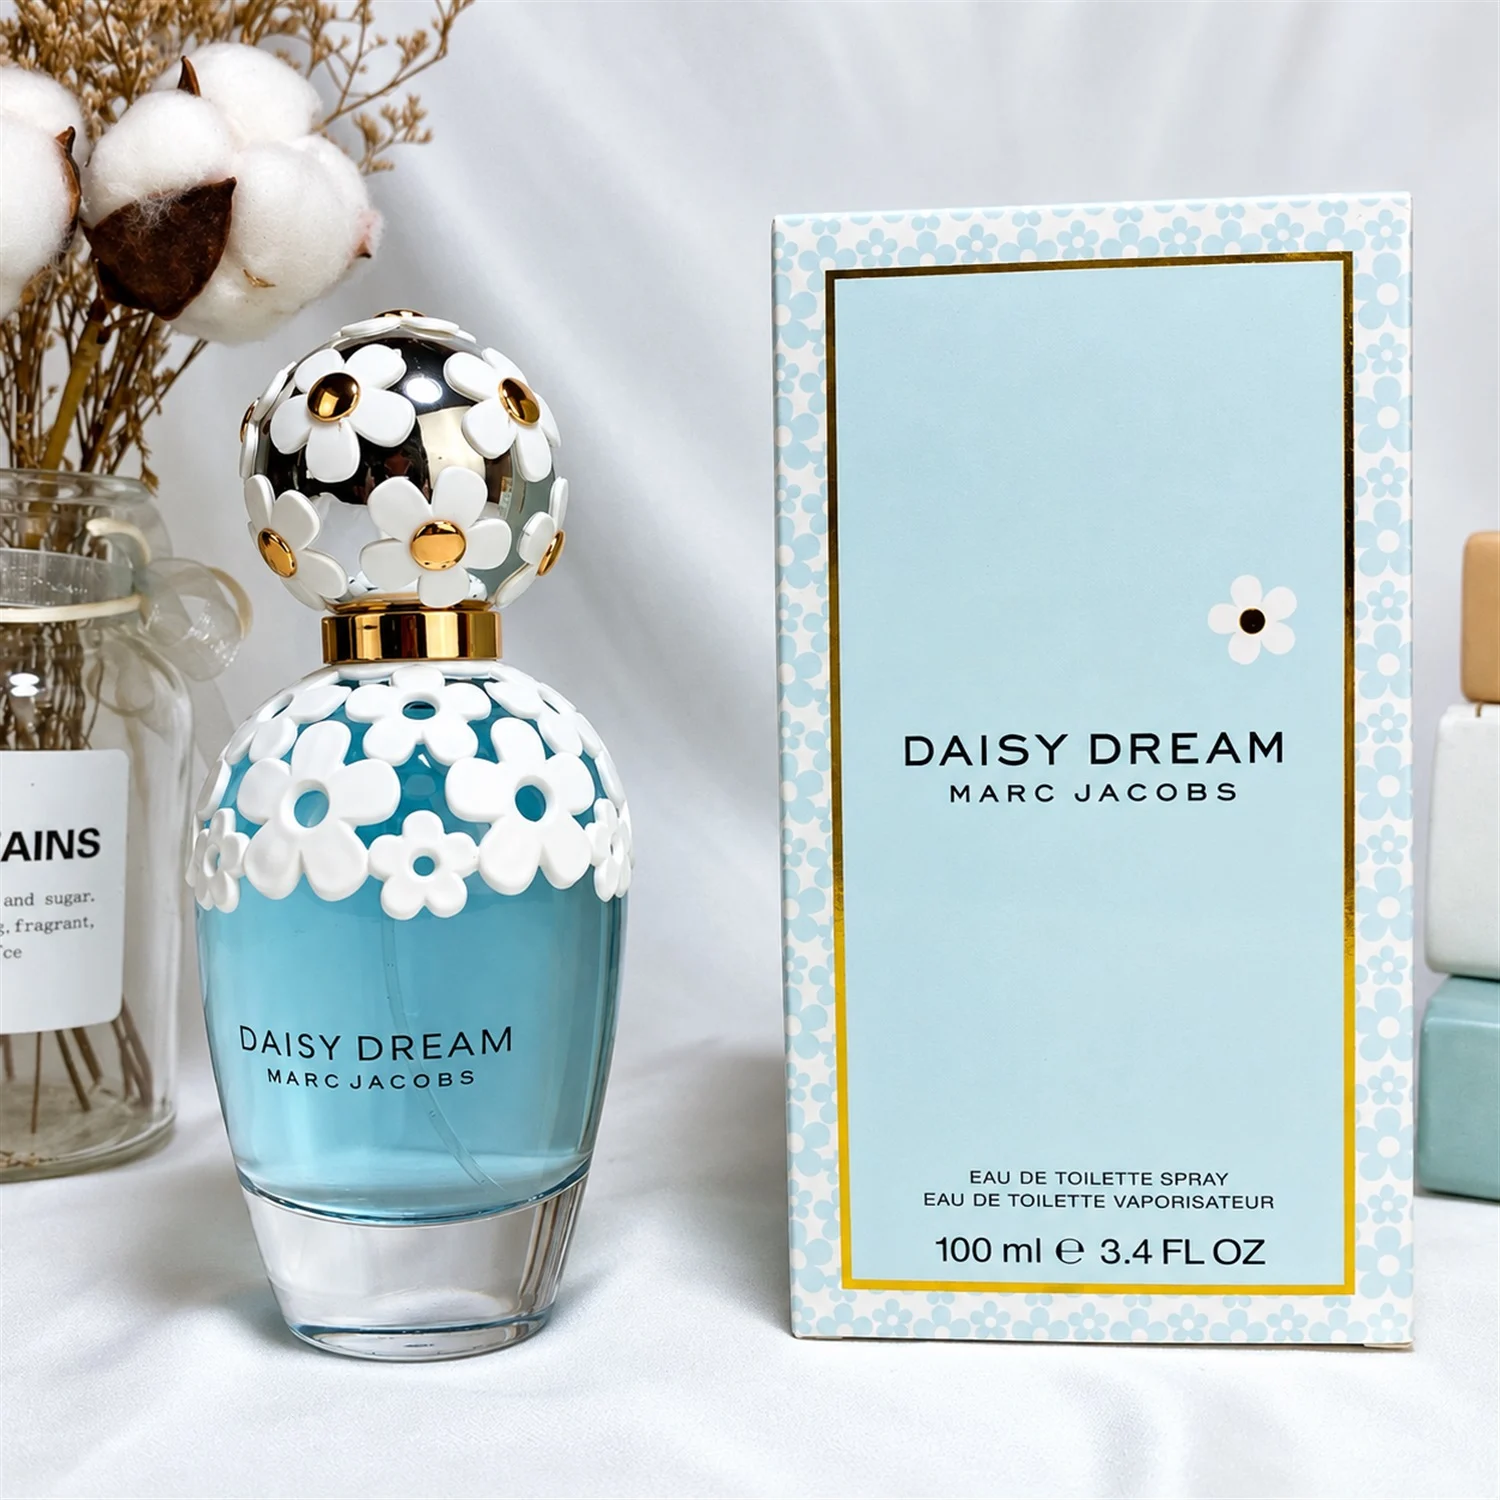 AINS
and sugar.
fragrant,
ce
DAISY DREAM
MARC JACOBS
DAISY DREAM
MARC JACOBS
EAU DE TOILETTE SPRAY
EAU DE TOILETTE VAPORISATEUR
100 ml ℮ 3.4 FL OZ